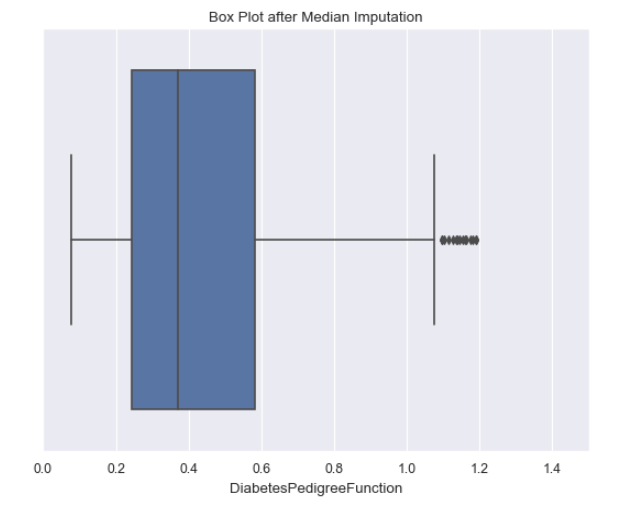 Box Plot after Median Imputation
0.0 0.2 0.4 0.6 0.8 1.0 1.2 1.4
DiabetesPedigreeFunction